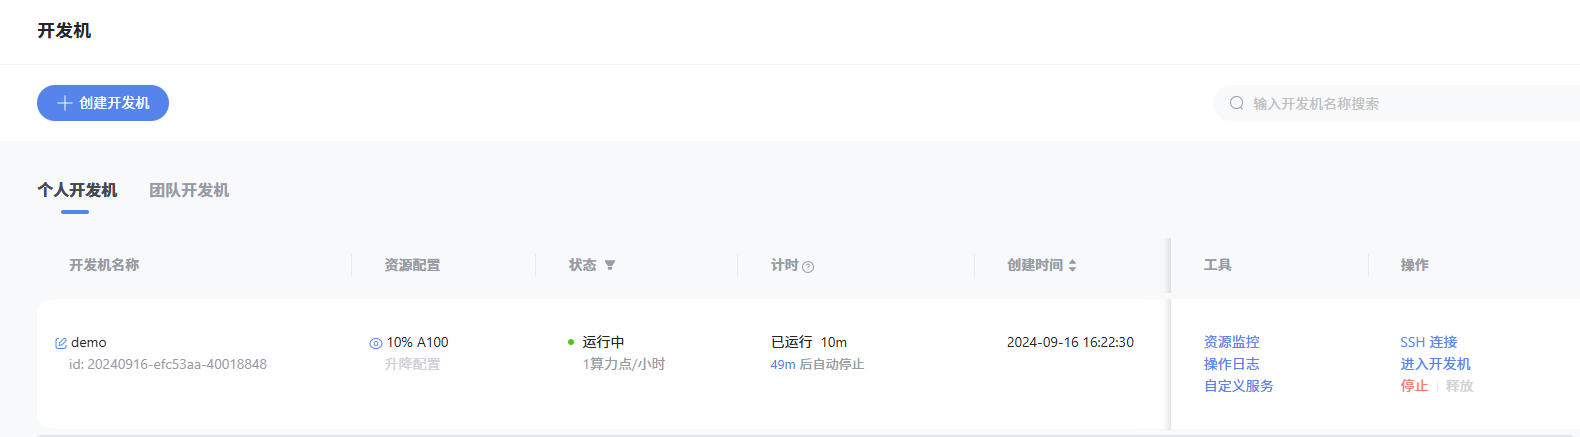 开发机
创建开发机
输入开发机名称搜索
个人开发机 团队开发机
开发机名称 资源配置 状态 计时 创建时间 工具 操作
demo 10% A100 运行中 已运行 10m 2024-09-16 16:22:30 资源监控 SSH 连接
id: 20240916-efc53aa-40018848 升降配置 1算力点/小时 49m 后自动停止 操作日志 进入开发机
自定义服务 停止 释放